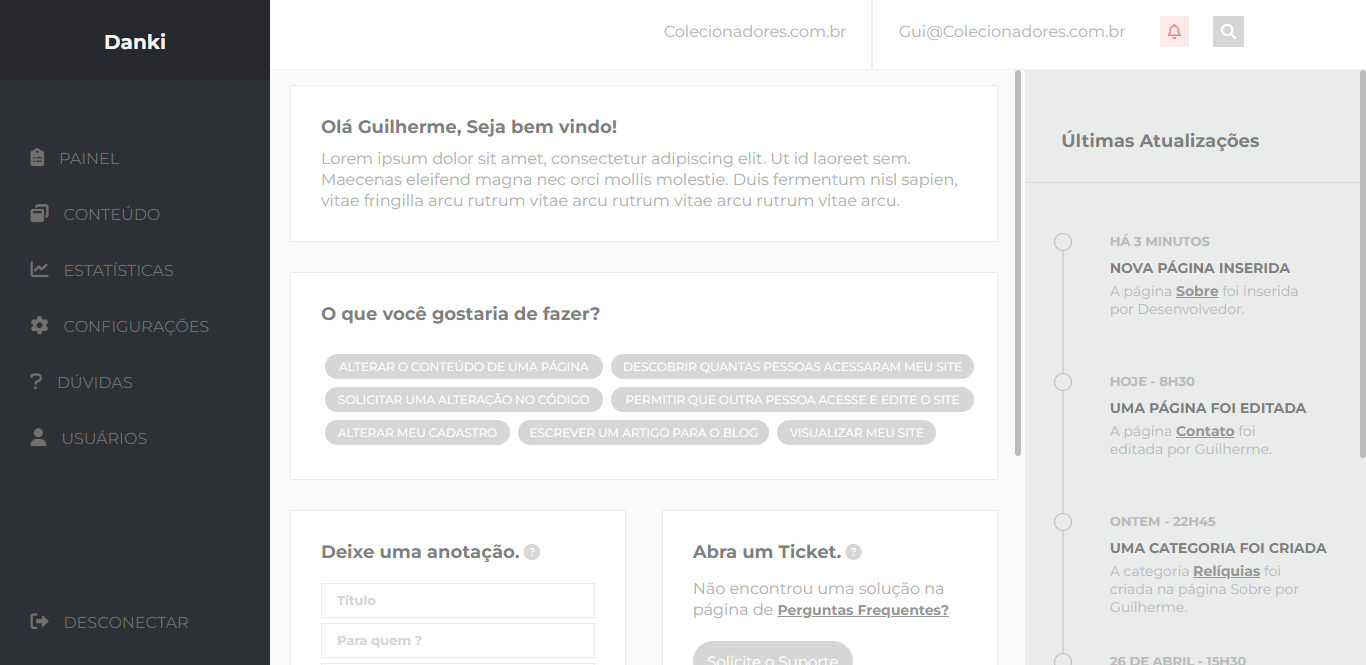 Danki
Colecionadores.com.br
Gui@Colecionadores.com.br
PAINEL
CONTEÚDO
ESTATÍSTICAS
CONFIGURAÇÕES
? DÚVIDAS
USUÁRIOS
DESCONECTAR
Olá Guilherme, Seja bem vindo!
Lorem ipsum dolor sit amet, consectetur adipiscing elit. Ut id laoreet sem.
Maecenas eleifend magna nec orci mollis molestie. Duis fermentum nisl sapien,
vitae fringilla arcu rutrum vitae arcu rutrum vitae arcu rutrum vitae arcu.
O que você gostaria de fazer?
ALTERAR O CONTEÚDO DE UMA PÁGINA
DESCOBRIR QUANTAS PESSOAS ACESSARAM MEU SITE
SOLICITAR UMA ALTERAÇÃO NO CÓDIGO
PERMITIR QUE OUTRA PESSOA ACESSE E EDITE O SITE
ALTERAR MEU CADASTRO
ESCREVER UM ARTIGO PARA O BLOG
VISUALIZAR MEU SITE
Deixe uma anotação. ?
Título
Para quem ?
Abra um Ticket. ?
Não encontrou uma solução na
página de Perguntas Frequentes?
Solicite o Suporte
Últimas Atualizações
HÁ 3 MINUTOS
NOVA PÁGINA INSERIDA
A página Sobre foi inserida
por Desenvolvedor.
HOJE - 8H30
UMA PÁGINA FOI EDITADA
A página Contato foi
editada por Guilherme.
ONTEM - 22H45
UMA CATEGORIA FOI CRIADA
A categoria Relíquias foi
criada na página Sobre por
Guilherme.
26 DE ABRIL - 15H30